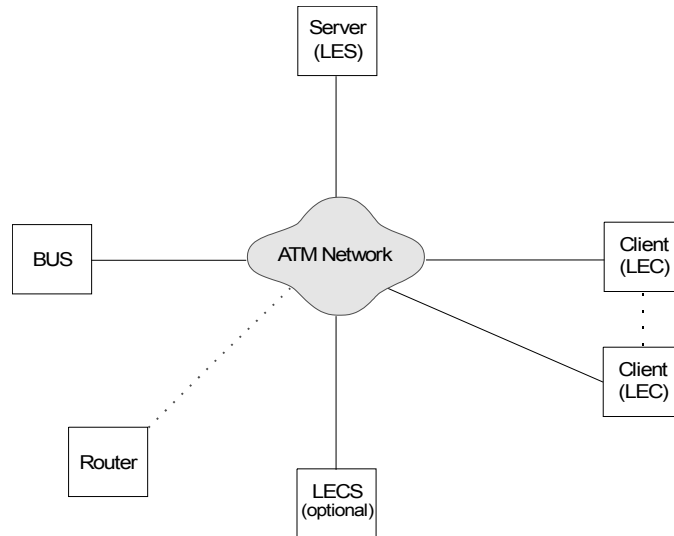 Server
(LES)
BUS
ATM Network
Client
(LEC)
Client
(LEC)
Router
LECS
(optional)